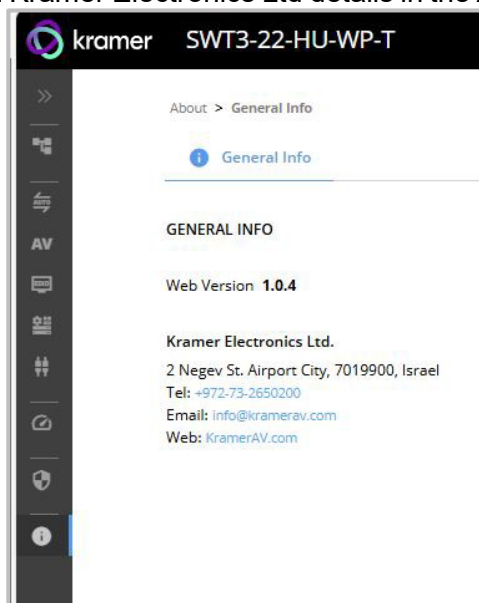 Kramer Electronics Ltd details in the
kramer SWT3-22-HU-WP-T
About > General Info
General Info
GENERAL INFO
AUTO
AV
Web Version 1.0.4
EDID
Kramer Electronics Ltd.
2 Negev St. Airport City, 7019900, Israel
Tel: +972-73-2650200
Email: info@kramerav.com
Web: KramerAV.com